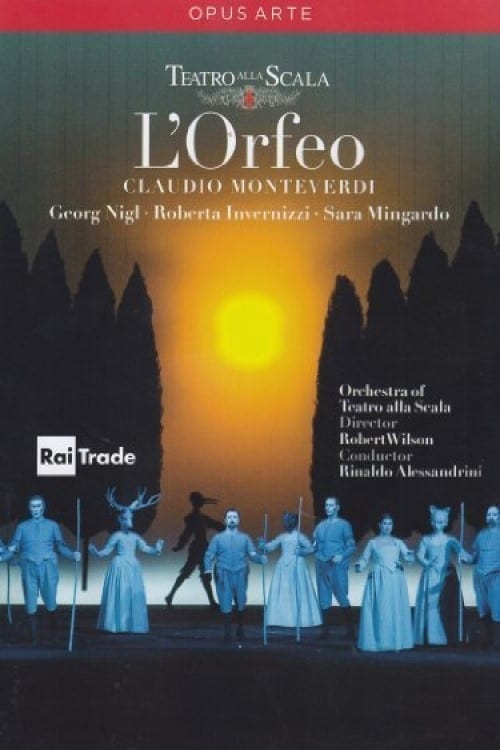 OPUS ARTE
TEATRO ALLA SCALA
L'Orfeo
CLAUDIO MONTEVERDI
Georg Nigl · Roberta Invernizzi · Sara Mingardo
Orchestra of
Teatro alla Scala
Director
Robert Wilson
Conductor
Rinaldo Alessandrini
Rai Trade